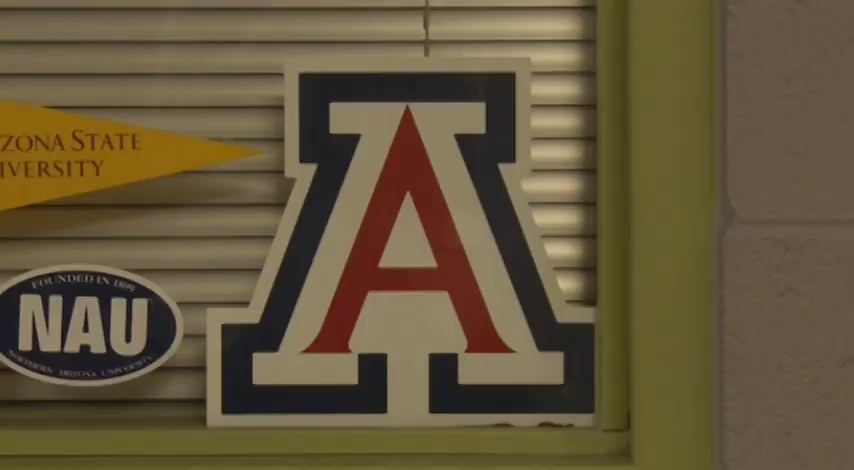 ZONA STATE
IVERSITY
A
FOUNDED IN 1899
NAU
NORTHERN ARIZONA UNIVERSITY